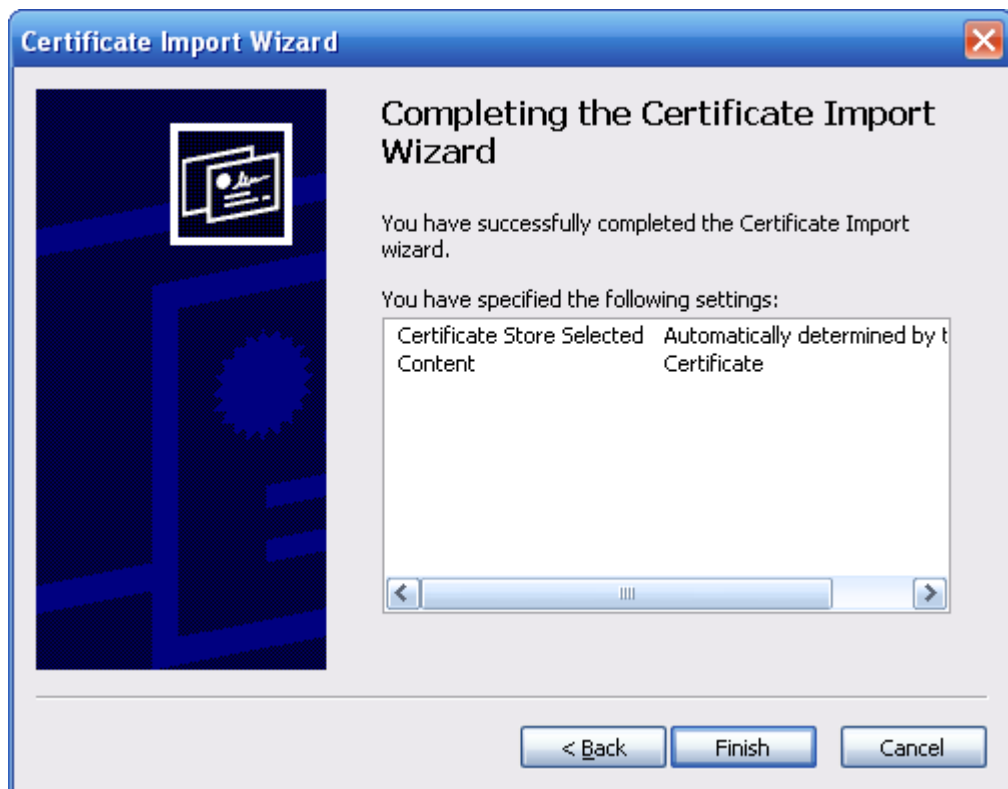 Certificate Import Wizard
Completing the Certificate Import
Wizard
You have successfully completed the Certificate Import
wizard.
You have specified the following settings:
Certificate Store Selected Automatically determined by t
Content Certificate
< Back Finish Cancel